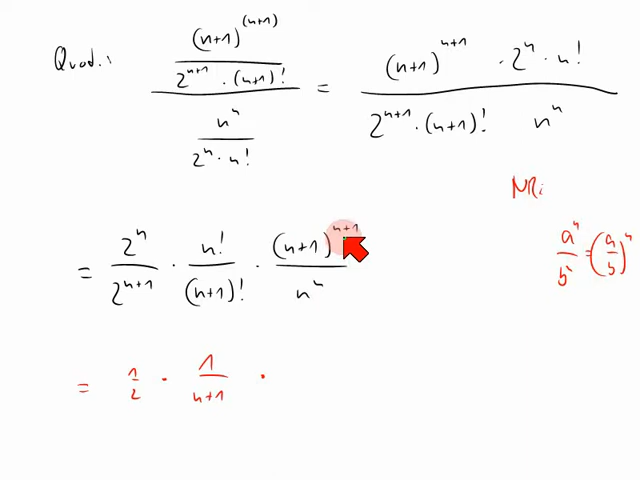 Quot.: ((n+1)^(n+1) / (2^(n+1) · (n+1)!)) / (n^n / (2^n · n!)) = ((n+1)^(n+1) · 2^n · n!) / (2^(n+1) · (n+1)! n^n)
NR:
a^n / b^n = (a/b)^n
= 2^n / 2^(n+1) · n! / (n+1)! · (n+1)^(n+1) / n^n
= 1/2 · 1/(n+1) ·